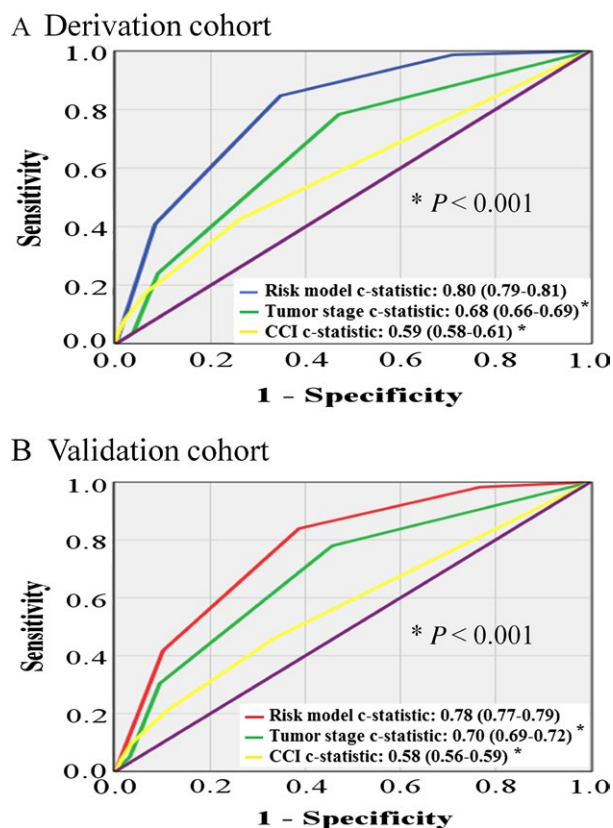 A Derivation cohort
1.0
0.8
0.6
0.4
0.2
0.0
Sensitivity
* P < 0.001
Risk model c-statistic: 0.80 (0.79-0.81)
Tumor stage c-statistic: 0.68 (0.66-0.69)*
CCI c-statistic: 0.59 (0.58-0.61) *
0.0 0.2 0.4 0.6 0.8 1.0
1 - Specificity
B Validation cohort
1.0
0.8
0.6
0.4
0.2
0.0
Sensitivity
* P < 0.001
Risk model c-statistic: 0.78 (0.77-0.79)
Tumor stage c-statistic: 0.70 (0.69-0.72) *
CCI c-statistic: 0.58 (0.56-0.59) *
0.0 0.2 0.4 0.6 0.8 1.0
1 - Specificity